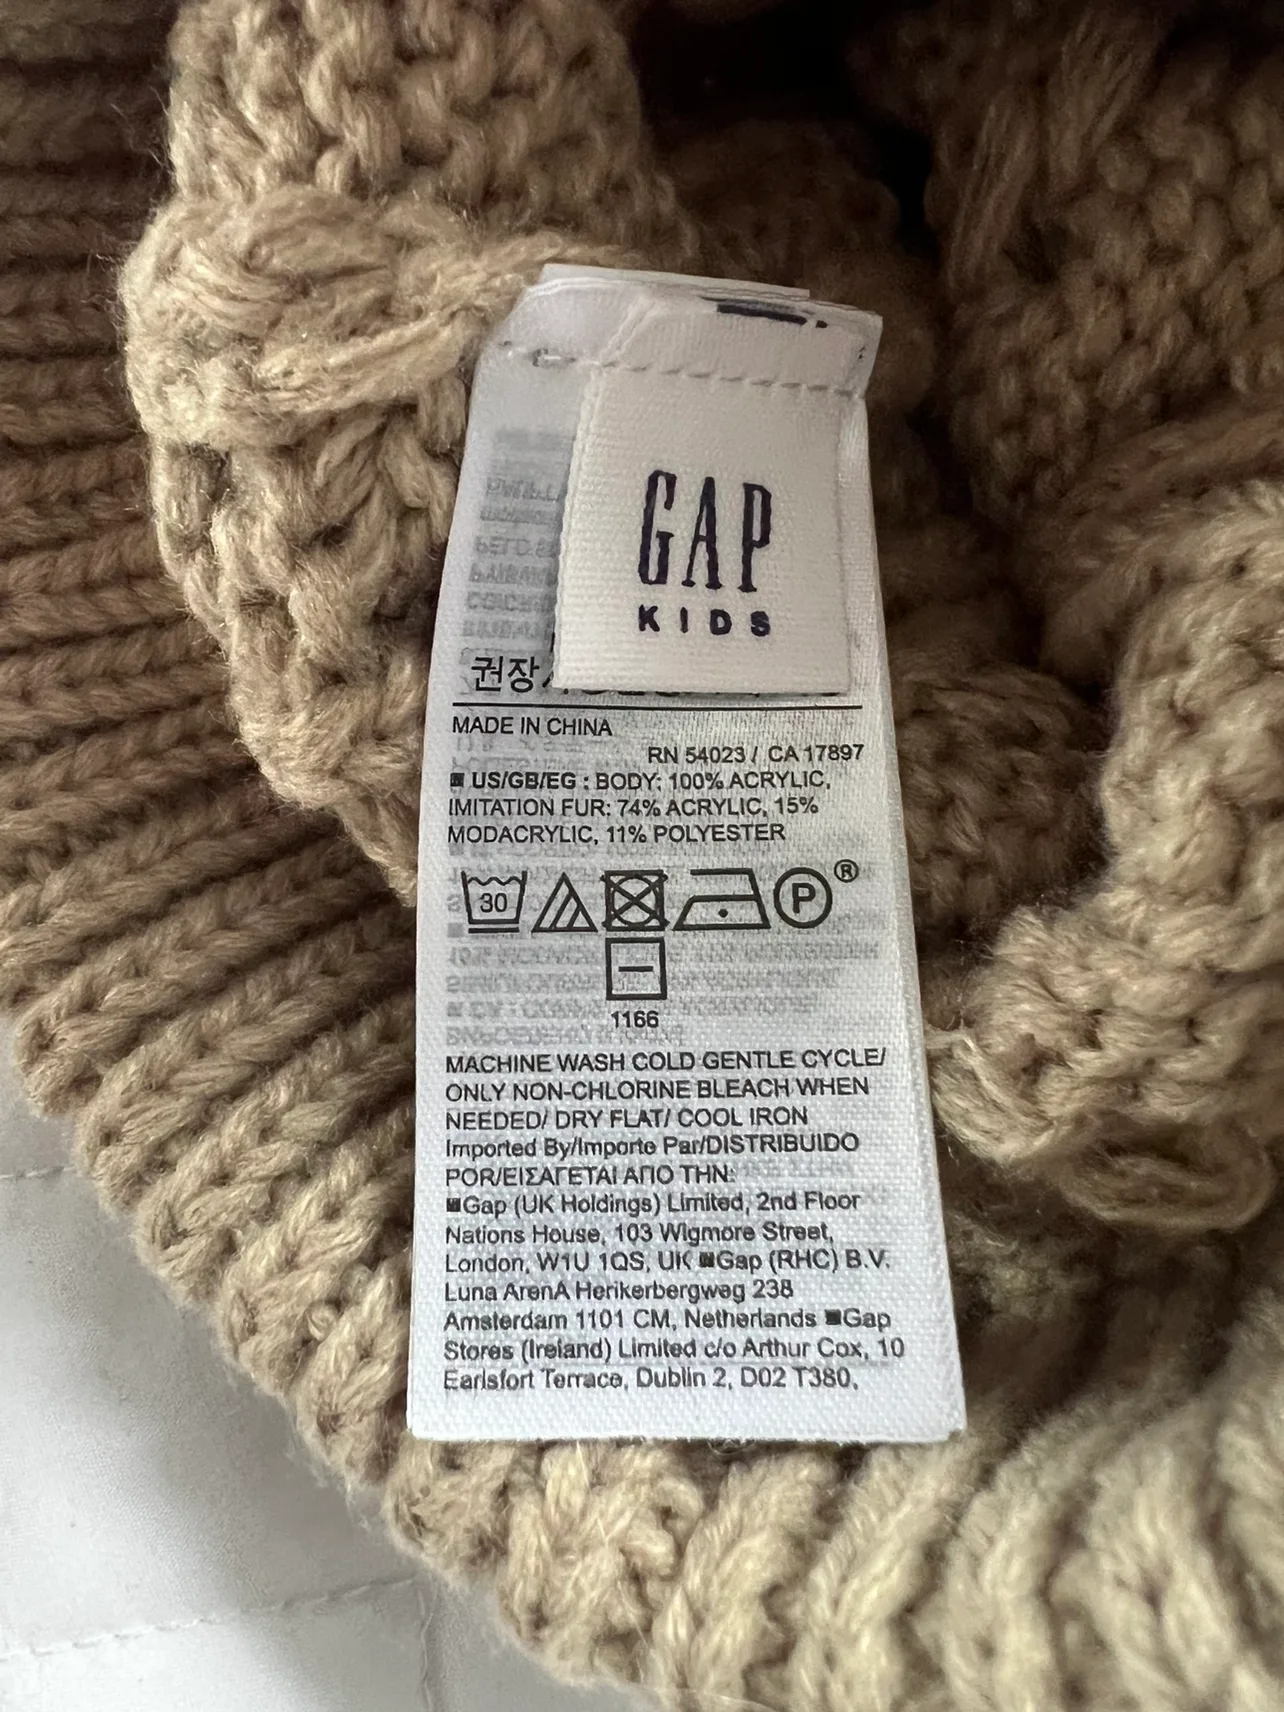 GAP
KIDS
권장
MADE IN CHINA
RN 54023 / CA 17897
■ US/GB/EG : BODY: 100% ACRYLIC,
IMITATION FUR: 74% ACRYLIC, 15%
MODACRYLIC, 11% POLYESTER
30
P ®
1166
MACHINE WASH COLD GENTLE CYCLE/
ONLY NON-CHLORINE BLEACH WHEN
NEEDED/ DRY FLAT/ COOL IRON
Imported By/Importe Par/DISTRIBUIDO
POR/ΕΙΣΑΓΕΤΑΙ ΑΠΟ ΤΗΝ:
■Gap (UK Holdings) Limited, 2nd Floor
Nations House, 103 Wigmore Street,
London, W1U 1QS, UK ■Gap (RHC) B.V.
Luna ArenA Herikerbergweg 238
Amsterdam 1101 CM, Netherlands ■Gap
Stores (Ireland) Limited c/o Arthur Cox, 10
Earlsfort Terrace, Dublin 2, D02 T380,